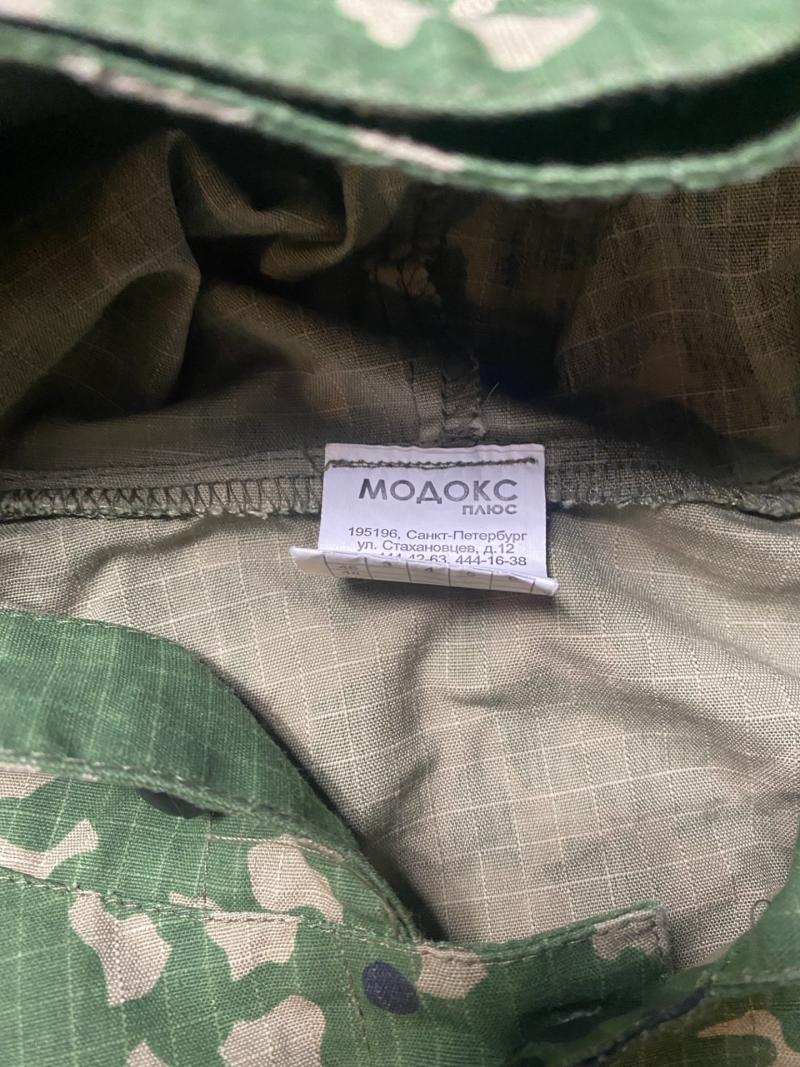 МОДОКС
ПЛЮС
195196, Санкт-Петербург
ул. Стахановцев, д.12
444-16-38